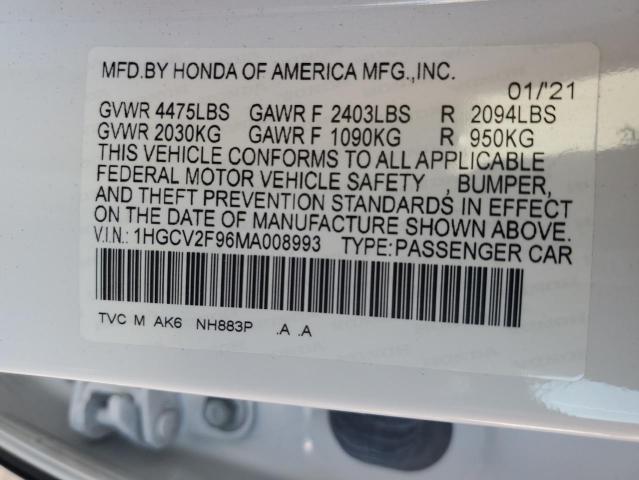 MFD.BY HONDA OF AMERICA MFG.,INC.
01/'21
GVWR 4475LBS GAWR F 2403LBS R 2094LBS
GVWR 2030KG GAWR F 1090KG R 950KG
THIS VEHICLE CONFORMS TO ALL APPLICABLE
FEDERAL MOTOR VEHICLE SAFETY , BUMPER,
AND THEFT PREVENTION STANDARDS IN EFFECT
ON THE DATE OF MANUFACTURE SHOWN ABOVE.
V.I.N.: 1HGCV2F96MA008993 TYPE:PASSENGER CAR
TVC M AK6 NH883P .A .A